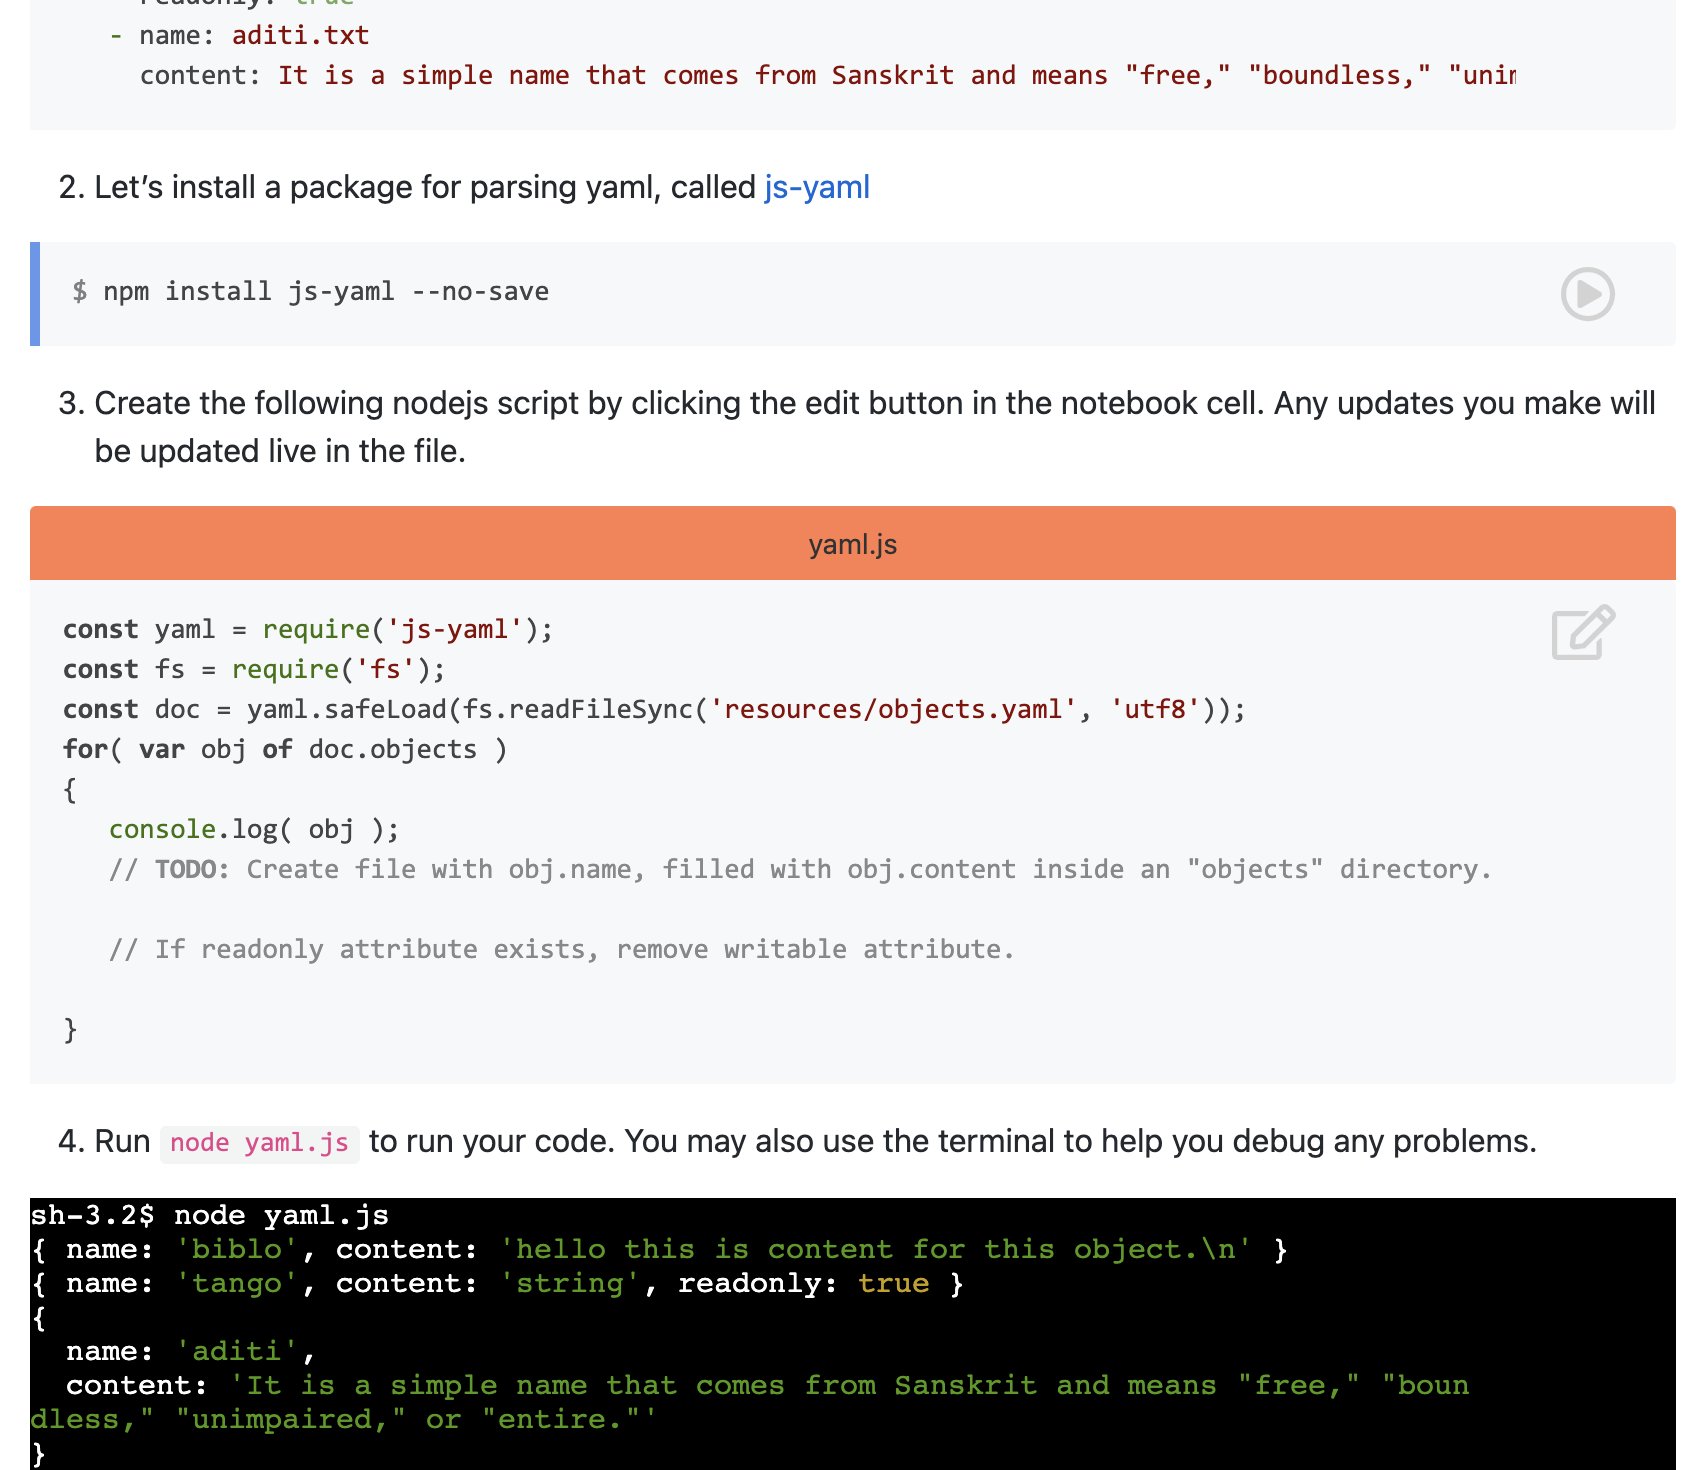 readonly: true
- name: aditi.txt
content: It is a simple name that comes from Sanskrit and means "free," "boundless," "unim
2. Let’s install a package for parsing yaml, called js-yaml
$ npm install js-yaml --no-save
3. Create the following nodejs script by clicking the edit button in the notebook cell. Any updates you make will
be updated live in the file.
yaml.js
const yaml = require('js-yaml');
const fs = require('fs');
const doc = yaml.safeLoad(fs.readFileSync('resources/objects.yaml', 'utf8'));
for( var obj of doc.objects )
{
console.log( obj );
// TODO: Create file with obj.name, filled with obj.content inside an "objects" directory.
// If readonly attribute exists, remove writable attribute.
}
4. Run node yaml.js to run your code. You may also use the terminal to help you debug any problems.
sh-3.2$ node yaml.js
{ name: 'biblo', content: 'hello this is content for this object.\n' }
{ name: 'tango', content: 'string', readonly: true }
{
name: 'aditi',
content: 'It is a simple name that comes from Sanskrit and means "free," "boun
dless," "unimpaired," or "entire."'
}